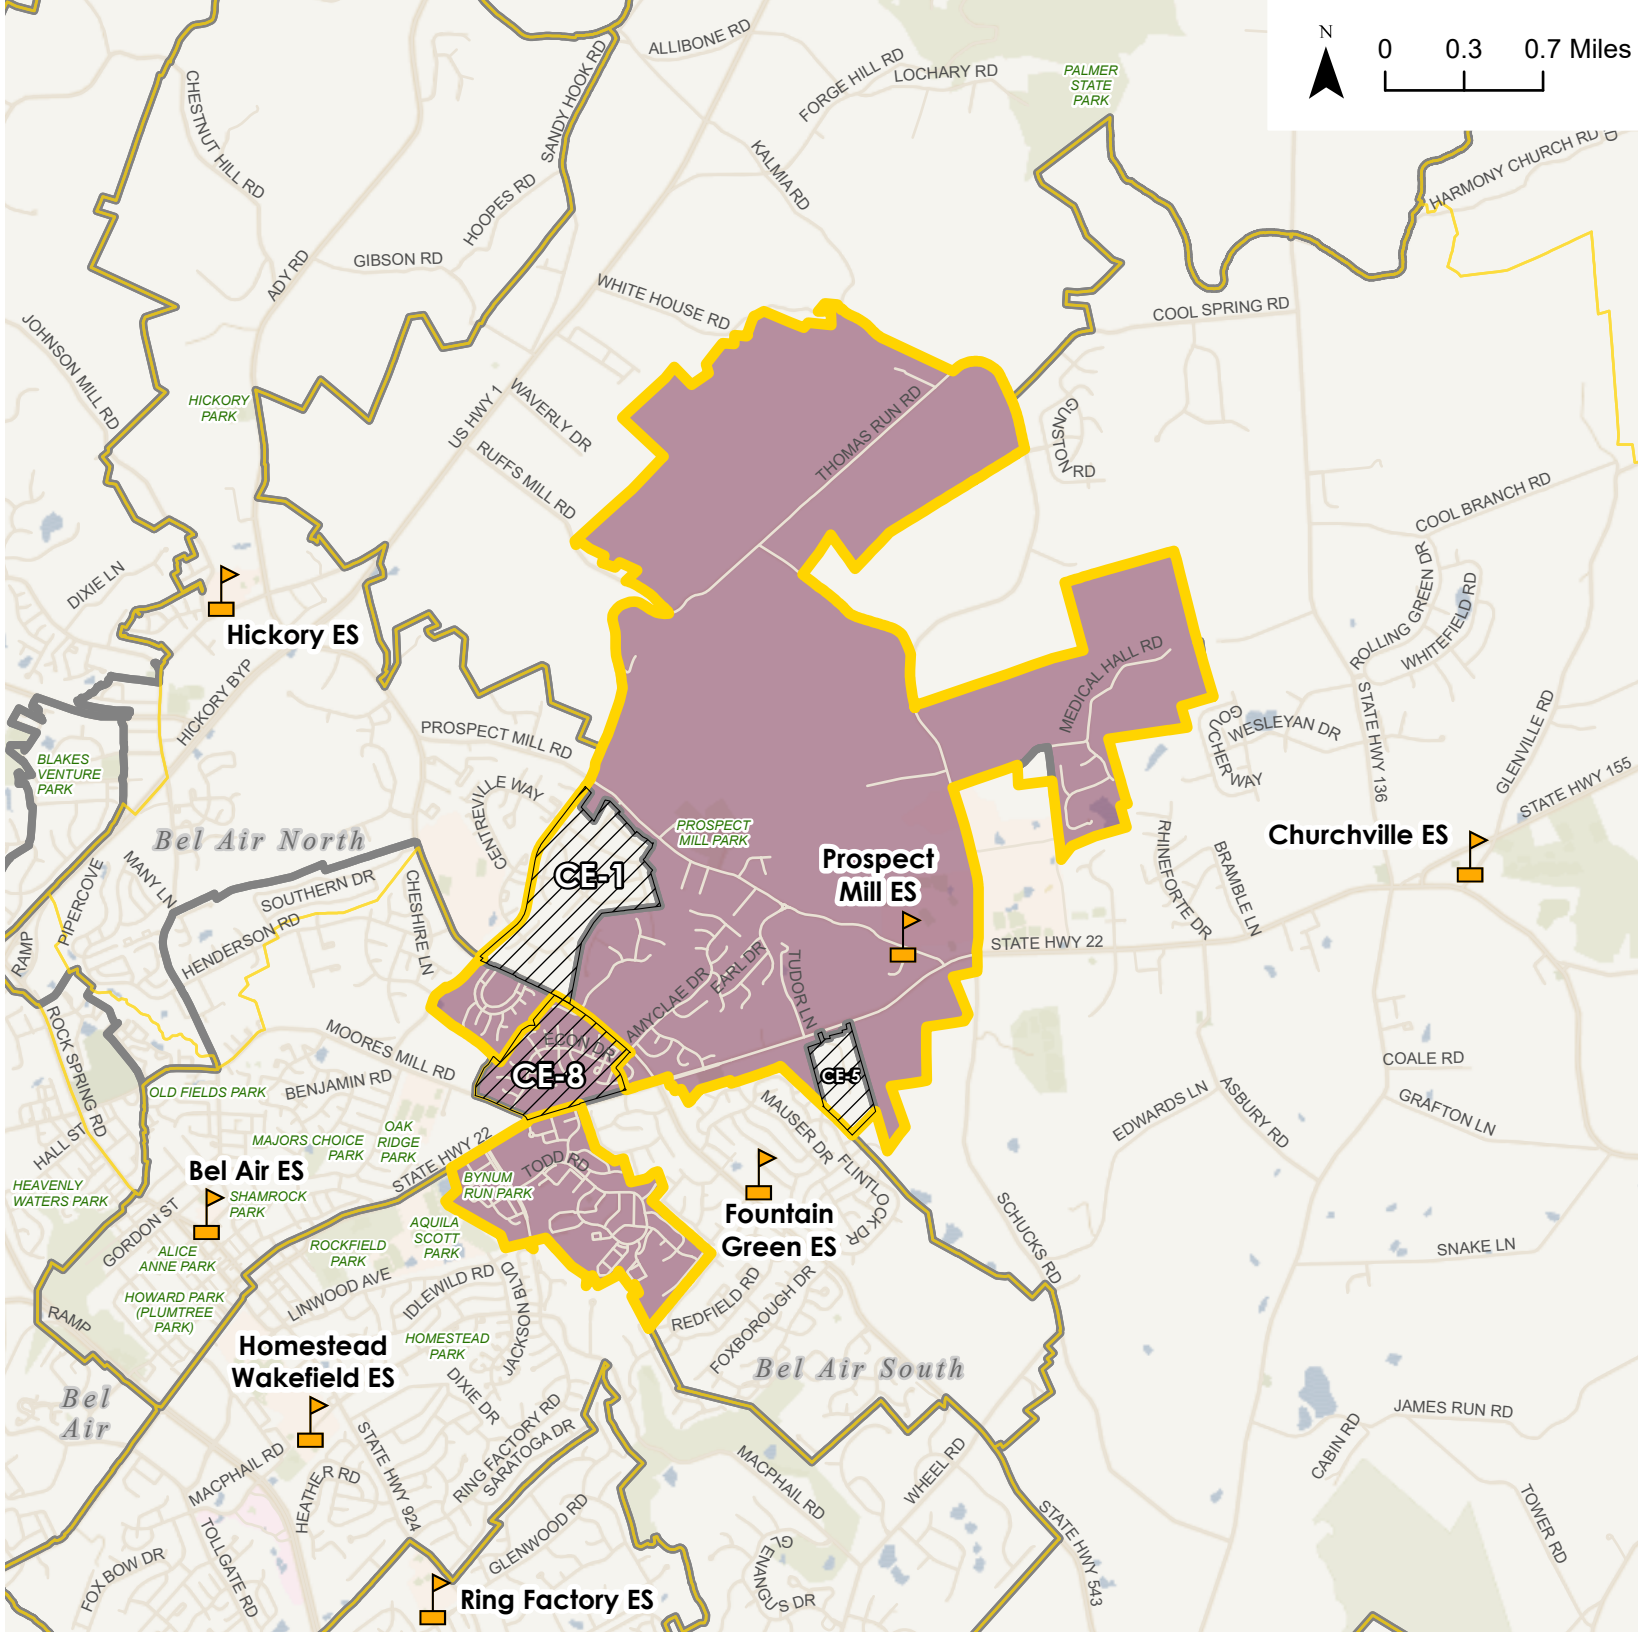 N
0 0.3 0.7 Miles
ALLIBONE RD
SANDY HOOK RD
FORGE HILL RD
LOCHARY RD
PALMER
STATE
PARK
CHESTNUT HILL RD
KALMIA RD
HARMONY CHURCH RD
HOOPES RD
GIBSON RD
ADY RD
WHITE HOUSE RD
COOL SPRING RD
JOHNSON MILL RD
HICKORY
PARK
US HWY 1
WAVERLY DR
RUFFS MILL RD
THOMAS RUN RD
GUNSTON RD
COOL BRANCH RD
DIXIE LN
Hickory ES
ROLLING GREEN DR
WHITEFIELD RD
HICKORY BYP
MEDICAL HALL RD
PROSPECT MILL RD
GOUCHER WAY
WESLEYAN DR
STATE HWY 136
GLENVILLE RD
STATE HWY 155
BLAKES
VENTURE
PARK
CENTREVILLE WAY
Bel Air North
PROSPECT
MILL PARK
Prospect
Mill ES
Churchville ES
CE-1
MANY LN
PIPERCOVE
SOUTHERN DR
HENDERSON RD
CHESHIRE LN
RHINEFORTE DR
BRAMBLE LN
STATE HWY 22
RAMP
EARL DR
TUDOR LN
AMYCLAE DR
ECON DR
ROCK SPRING RD
MOORES MILL RD
BENJAMIN RD
OLD FIELDS PARK
CE-8
CE-5
COALE RD
MAUSER DR
EDWARDS LN
ASBURY RD
GRAFTON LN
HALL ST
MAJORS CHOICE
PARK
OAK
RIDGE
PARK
STATE HWY 22
TODD RD
BYNUM
RUN PARK
FLINTLOCK DR
Bel Air ES
HEAVENLY
WATERS PARK
SHAMROCK
PARK
GORDON ST
AQUILA
SCOTT
PARK
Fountain
Green ES
SCHUCKS RD
ALICE
ANNE PARK
ROCKFIELD
PARK
SNAKE LN
HOWARD PARK
(PLUMTREE
PARK)
LINWOOD AVE
IDLEWILD RD
JACKSON BLVD
REDFIELD RD
FOXBOROUGH DR
RAMP
HOMESTEAD
PARK
Homestead
Wakefield ES
Bel Air South
DIXIE DR
Bel
Air
RING FACTORY RD
SARATOGA DR
JAMES RUN RD
CABIN RD
MACPHAIL RD
HEATHER RD
STATE HWY 924
MACPHAIL RD
WHEEL RD
TOWER RD
TOLLGATE RD
GLENWOOD RD
STATE HWY 543
FOX BOW DR
GLENANGUS DR
Ring Factory ES